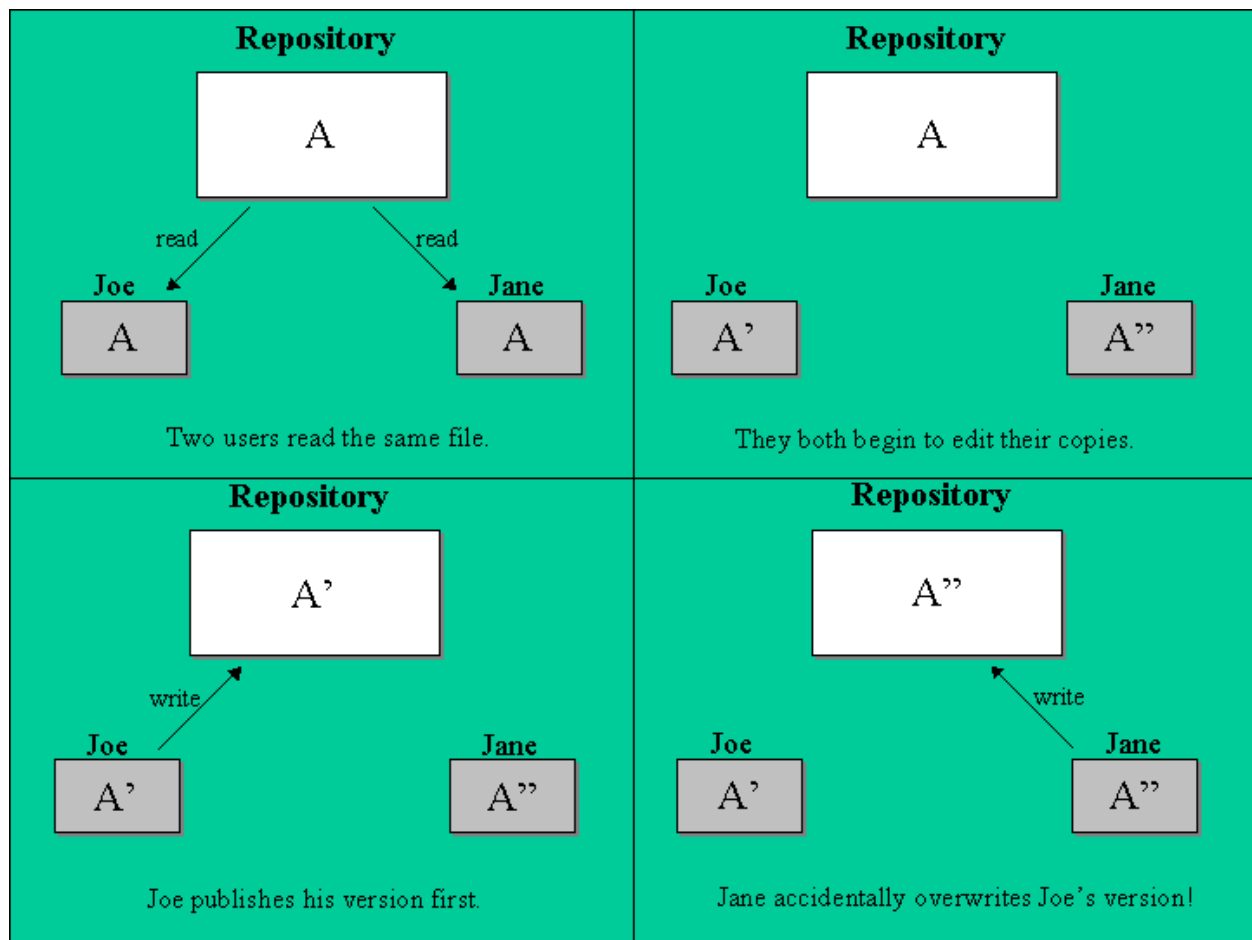 Repository
A
read
read
Joe
Jane
A
A
Two users read the same file.
Repository
A
Joe
Jane
A’
A”
They both begin to edit their copies.
Repository
A’
write
Joe
Jane
A’
A”
Joe publishes his version first.
Repository
A”
write
Joe
Jane
A’
A”
Jane accidentally overwrites Joe’s version!